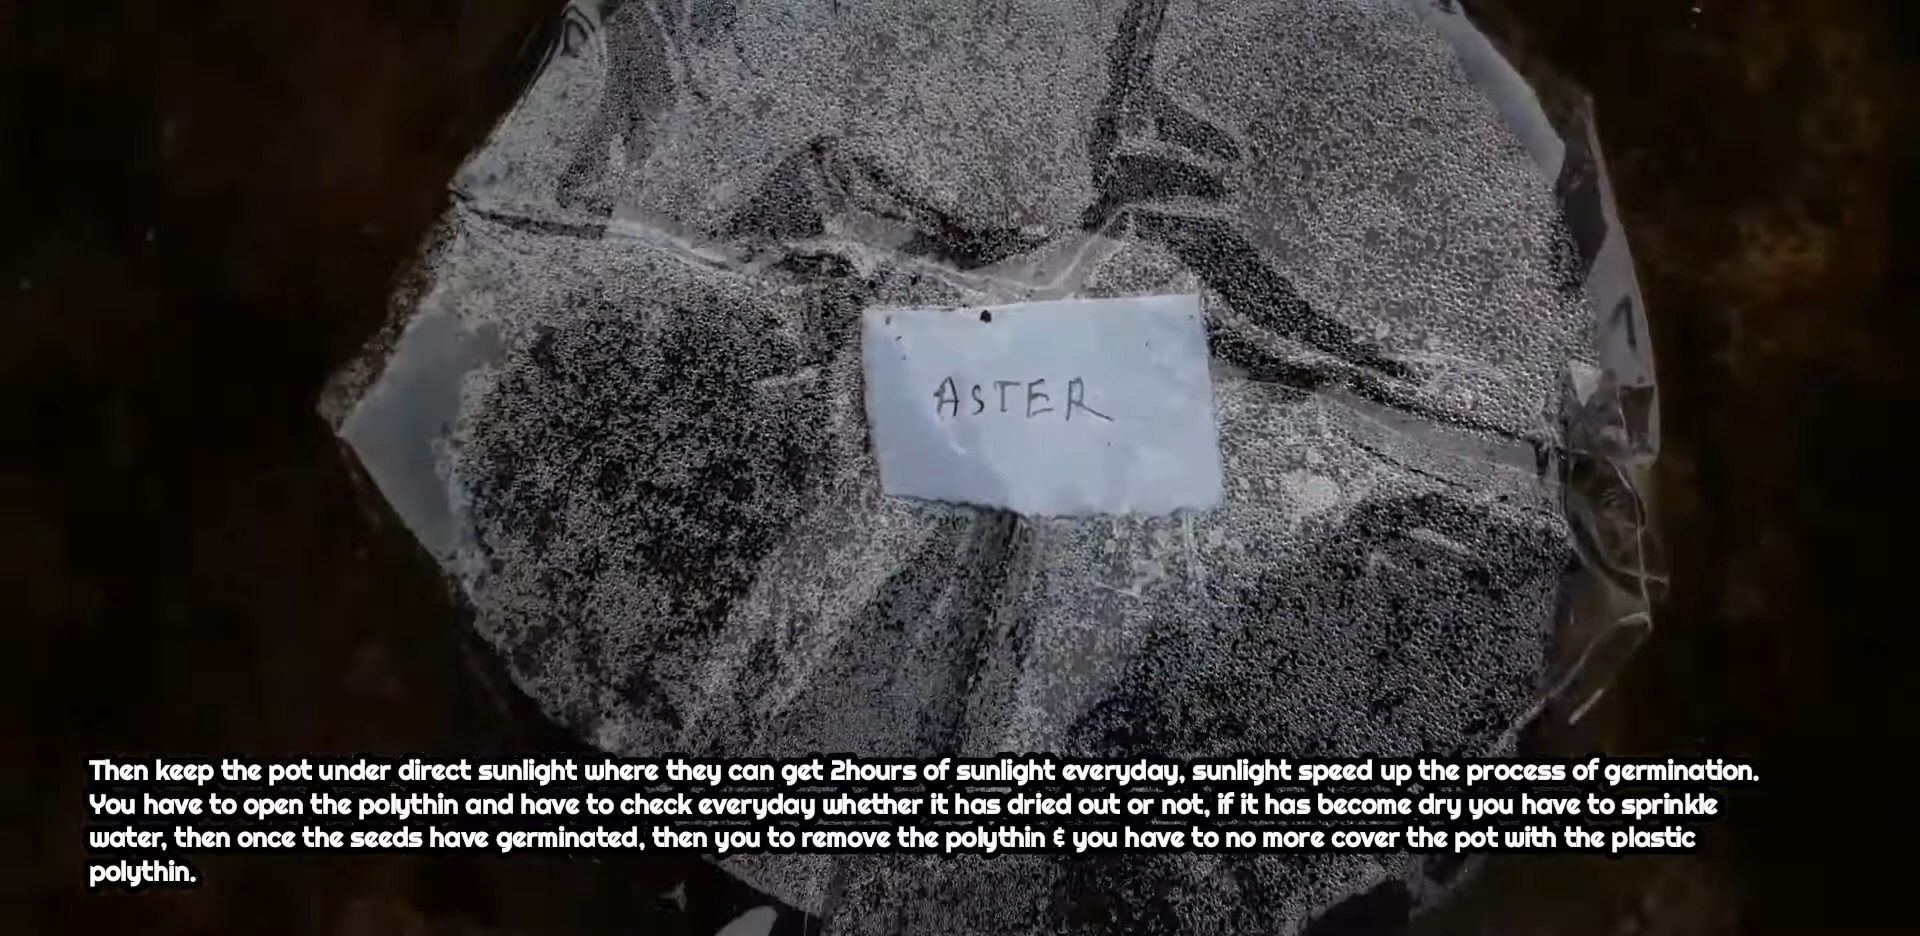 ASTER
Then keep the pot under direct sunlight where they can get 2hours of sunlight everyday, sunlight speed up the process of germination.
You have to open the polythin and have to check everyday whether it has dried out or not, if it has become dry you have to sprinkle
water, then once the seeds have germinated, then you to remove the polythin & you have to no more cover the pot with the plastic
polythin.